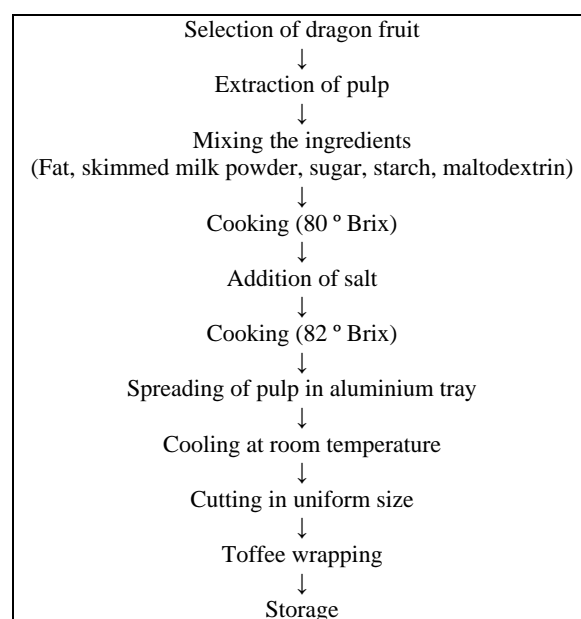 Selection of dragon fruit
↓
Extraction of pulp
↓
Mixing the ingredients
(Fat, skimmed milk powder, sugar, starch, maltodextrin)
↓
Cooking (80 º Brix)
↓
Addition of salt
↓
Cooking (82 º Brix)
↓
Spreading of pulp in aluminium tray
↓
Cooling at room temperature
↓
Cutting in uniform size
↓
Toffee wrapping
↓
Storage